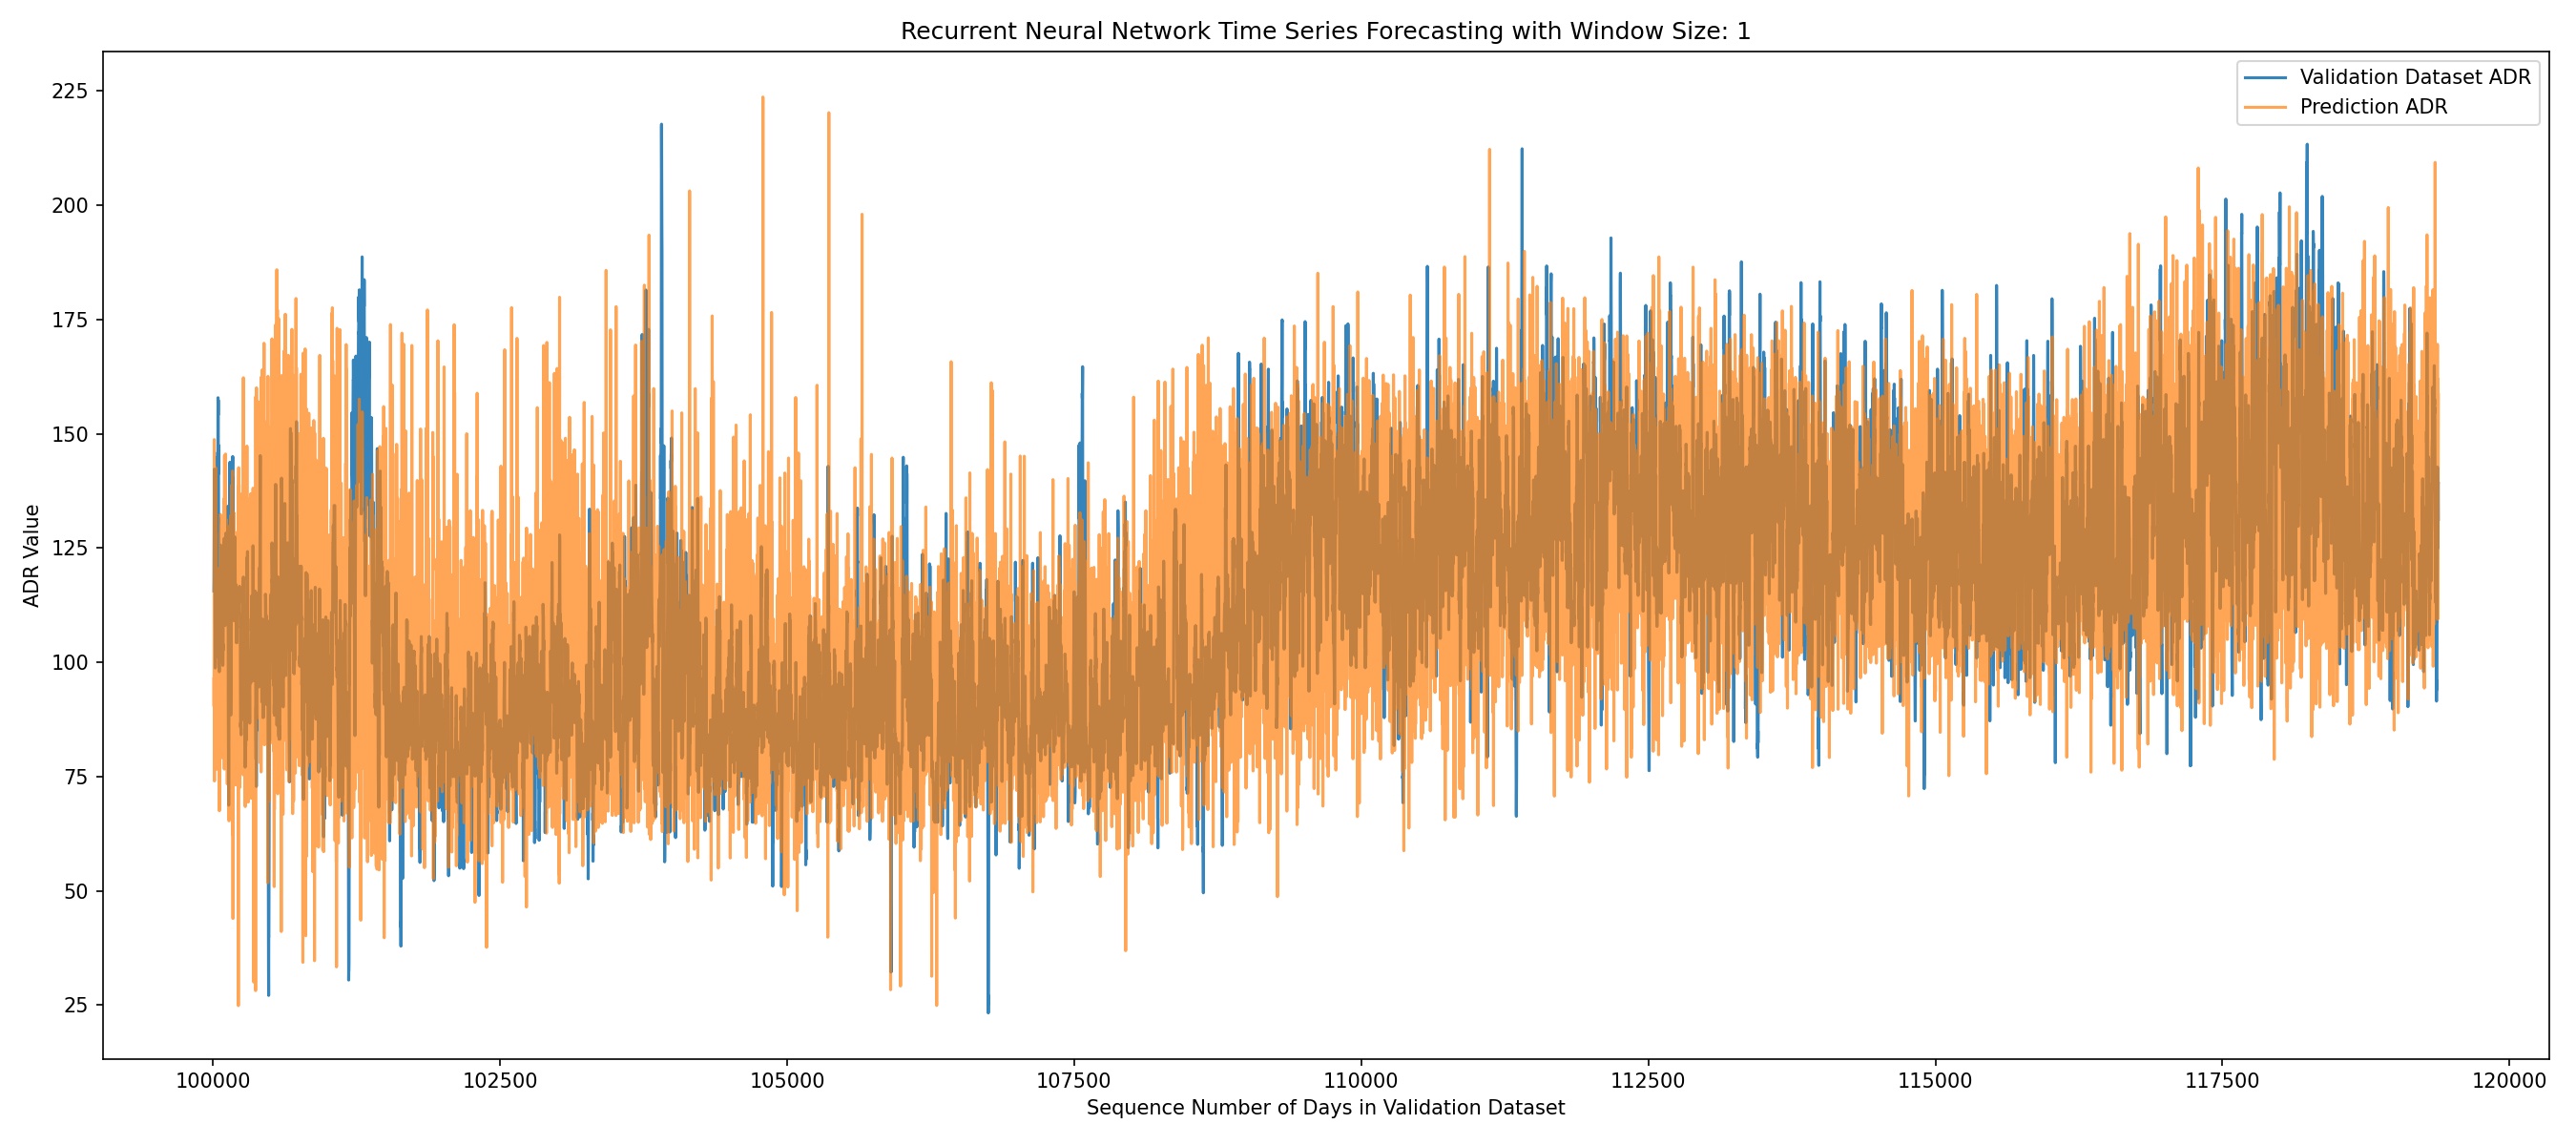 Recurrent Neural Network Time Series Forecasting with Window Size: 1
Validation Dataset ADR
Prediction ADR
ADR Value
225
200
175
150
125
100
75
50
25
100000 102500 105000 107500 110000 112500 115000 117500 120000
Sequence Number of Days in Validation Dataset